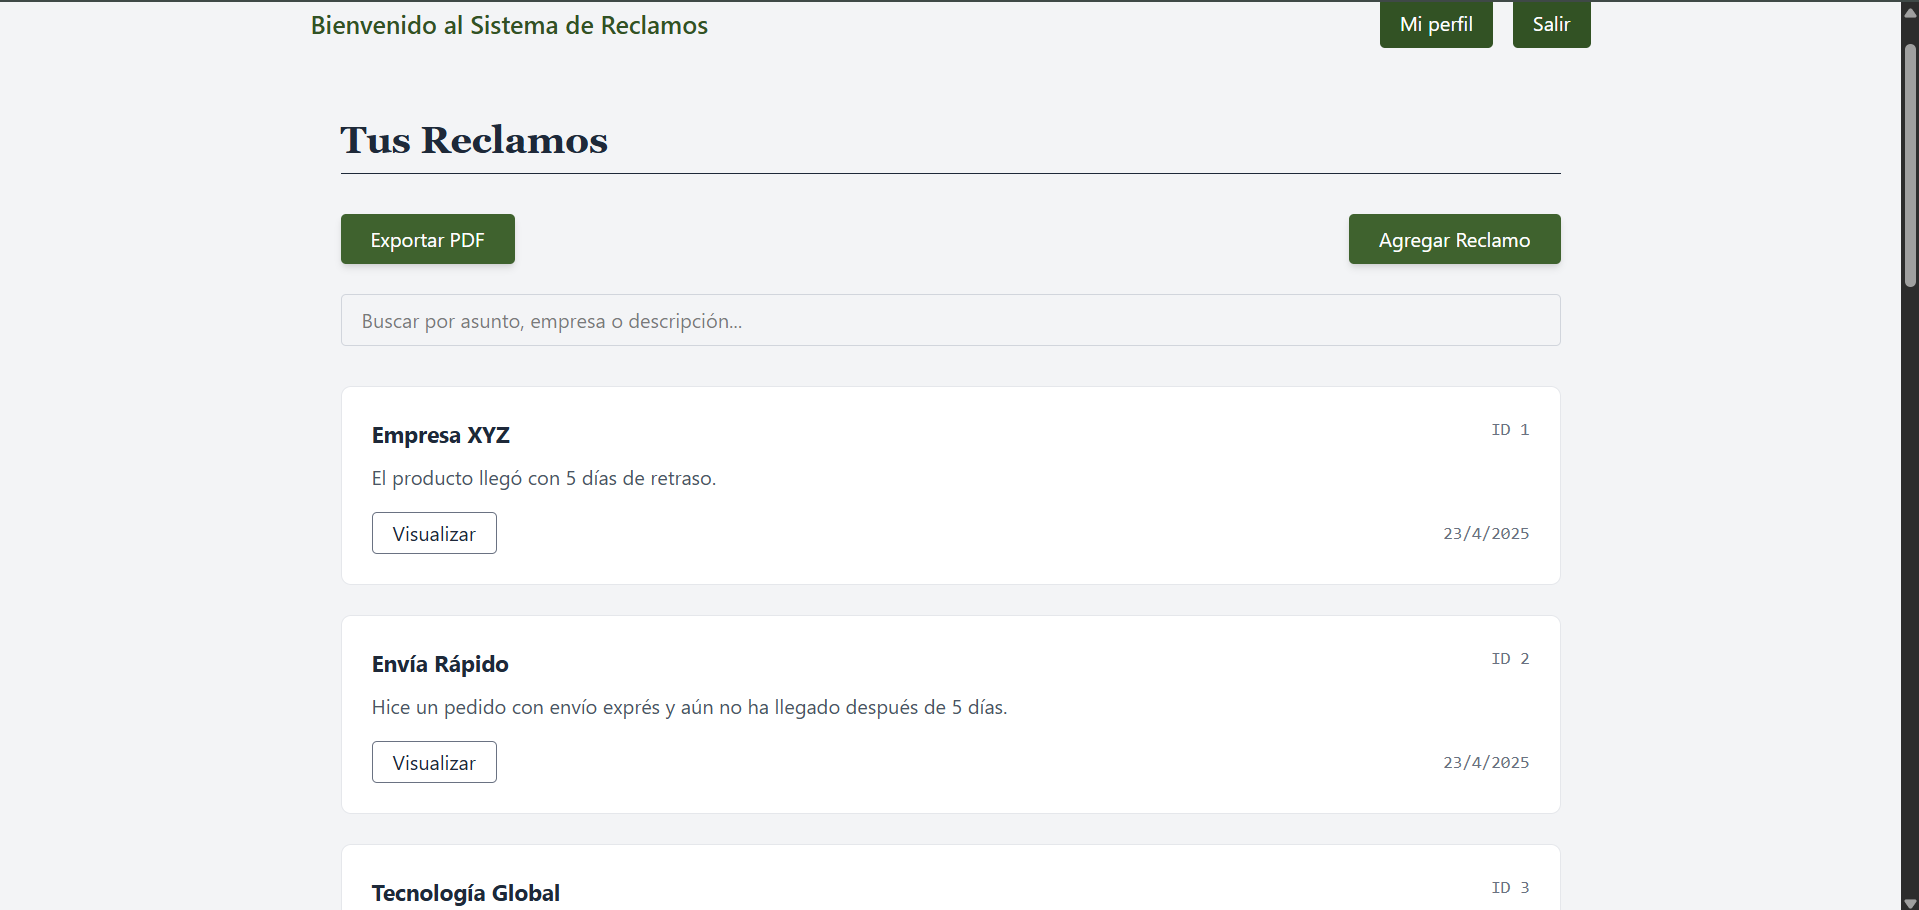 Bienvenido al Sistema de Reclamos
Mi perfil
Salir
Tus Reclamos
Exportar PDF
Agregar Reclamo
Buscar por asunto, empresa o descripción...
Empresa XYZ
ID 1
El producto llegó con 5 días de retraso.
Visualizar
23/4/2025
Envía Rápido
ID 2
Hice un pedido con envío exprés y aún no ha llegado después de 5 días.
Visualizar
23/4/2025
Tecnología Global
ID 3